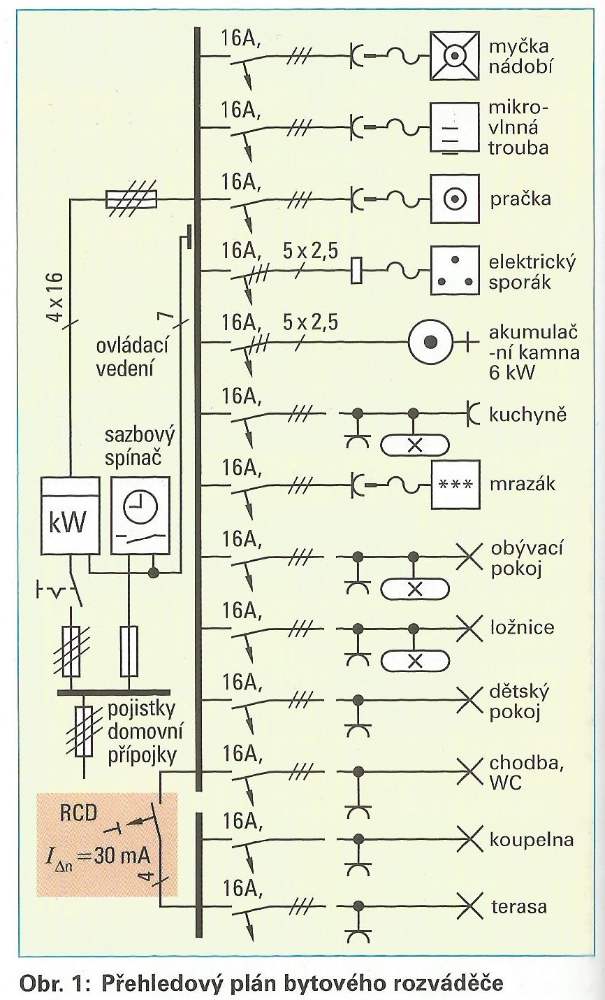 16A,
myčka
nádobí
16A,
mikro-
vlnná
trouba
16A,
pračka
16A,
5 x 2,5
elektrický
sporák
4 x 16
7
16A,
5 x 2,5
akumulač
-ní kamna
6 kW
ovládací
vedení
16A,
kuchyně
sazbový
spínač
16A,
***
mrazák
kW
16A,
obývací
pokoj
16A,
ložnice
16A,
dětský
pokoj
pojistky
domovní
přípojky
16A,
chodba,
WC
RCD
I∆n = 30 mA
4
16A,
koupelna
16A,
terasa
Obr. 1: Přehledový plán bytového rozváděče